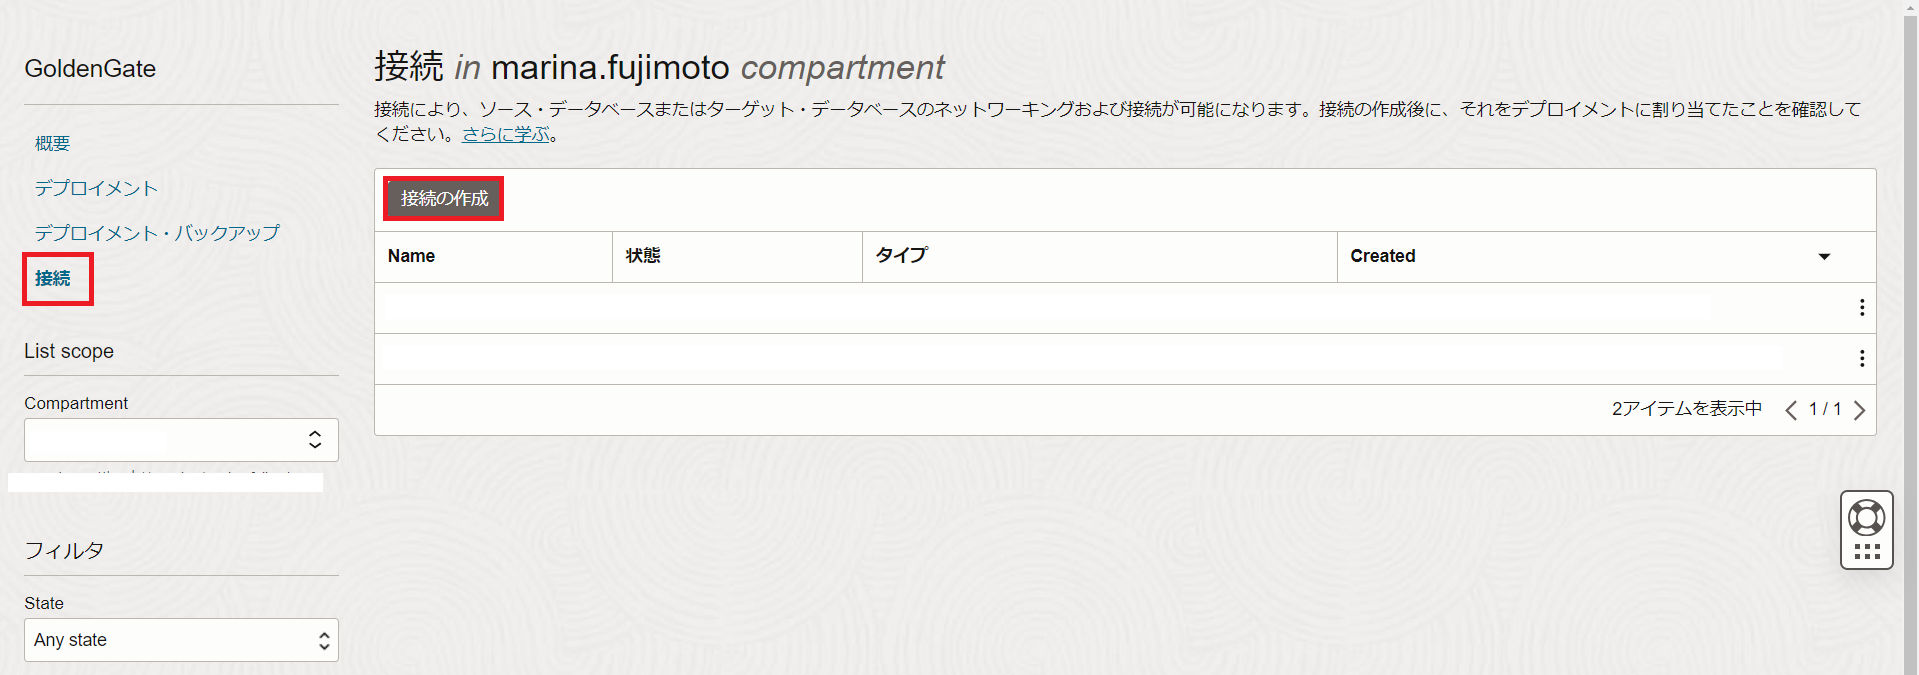 GoldenGate
概要
デプロイメント
デプロイメント・バックアップ
接続
List scope
Compartment
フィルタ
State
Any state
接続 in marina.fujimoto compartment
接続により、ソース・データベースまたはターゲット・データベースのネットワーキングおよび接続が可能になります。接続の作成後に、それをデプロイメントに割り当てたことを確認して
ください。さらに学ぶ。
接続の作成
Name 状態 タイプ Created
2アイテムを表示中 1 / 1